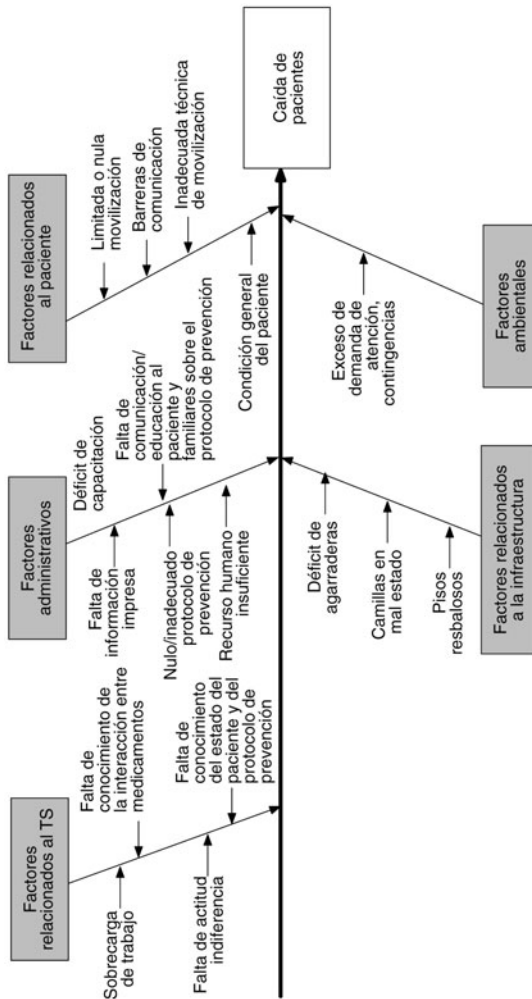 Factores
relacionados al TS
Sobrecarga
de trabajo
Falta de
conocimiento de
la interacción entre
medicamentos
Falta de actitud
indiferencia
Falta de
conocimiento
del estado del
paciente y del
protocolo de
prevención
Factores
administrativos
Déficit de
capacitación
Falta de
información
impresa
Falta de
comunicación/
educación al
paciente y
familiares sobre el
protocolo de prevención
Nulo/inadecuado
protocolo de
prevención
Recurso humano
insuficiente
Factores relacionados
al paciente
Limitada o nula
movilización
Barreras de
comunicación
Inadecuada técnica
de movilización
Condición general
del paciente
Caída de
pacientes
Déficit de
agarraderas
Camillas en
mal estado
Pisos
resbalosos
Factores relacionados
a la infraestructura
Exceso de
demanda de
atención,
contingencias
Factores
ambientales